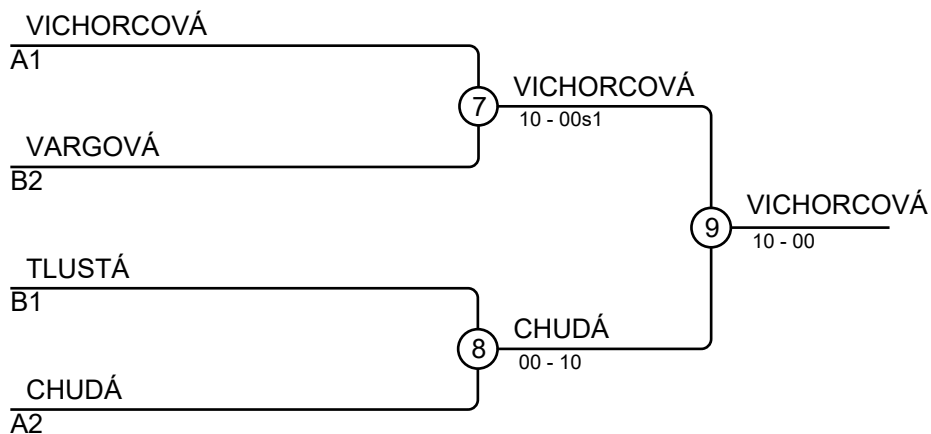 VICHORCOVÁ
A1
7
VICHORCOVÁ
10 - 00s1
VARGOVÁ
B2
9
VICHORCOVÁ
10 - 00
TLUSTÁ
B1
8
CHUDÁ
00 - 10
CHUDÁ
A2